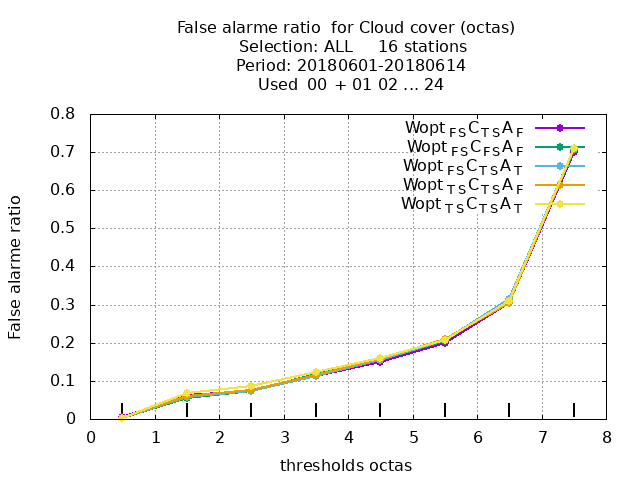 False alarme ratio  for Cloud cover (octas)
Selection: ALL     16 stations
Period: 20180601-20180614
Used  00  + 01 02 ... 24
Wopt FS C TS A F
Wopt FS C FS A F
Wopt FS C TS A T
Wopt TS C TS A F
Wopt TS C TS A T
False alarme ratio
0.8
0.7
0.6
0.5
0.4
0.3
0.2
0.1
0
0 1 2 3 4 5 6 7 8
thresholds octas